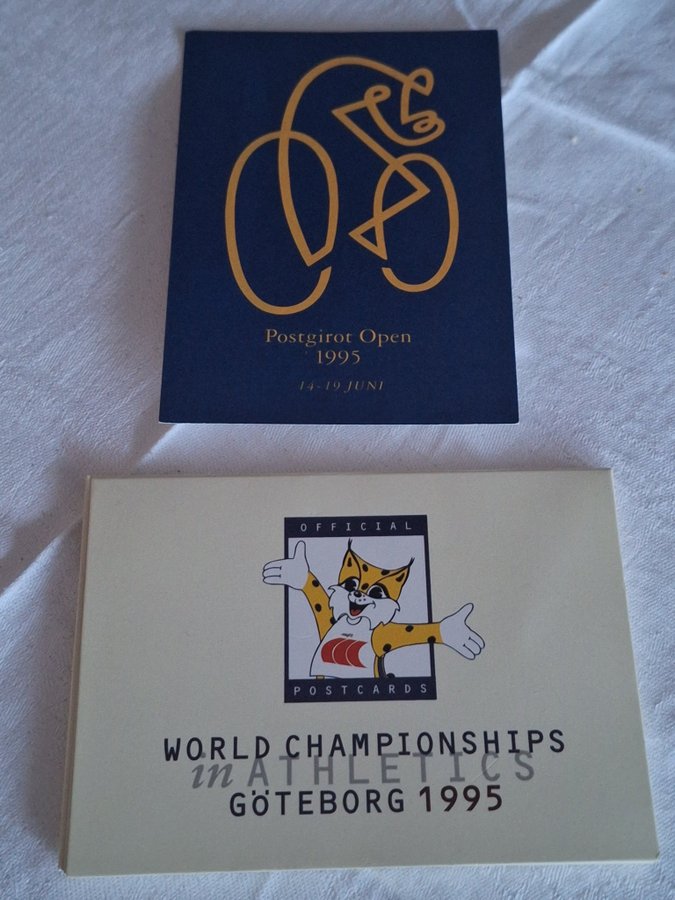 Postgirot Open
1995
14-19 JUNI
OFFICIAL
POSTCARDS
WORLD CHAMPIONSHIPS
in ATHLETICS
GÖTEBORG 1995